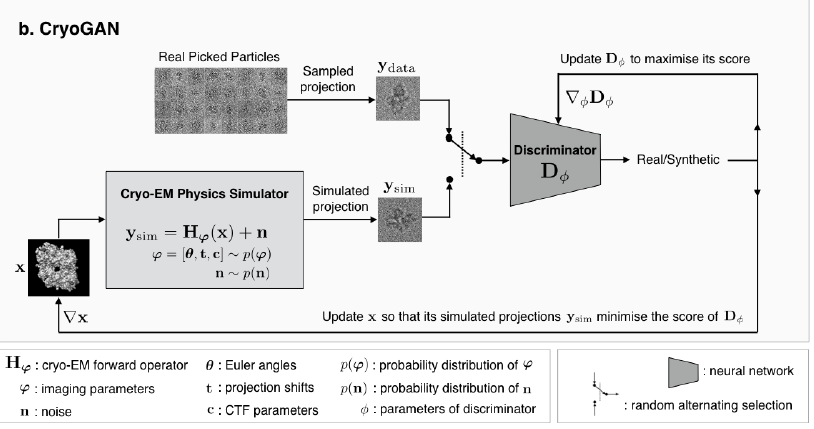 b. CryoGAN
Real Picked Particles
Sampled
projection
y_data
Update D_ϕ to maximise its score
∇_ϕ D_ϕ
Discriminator
D_ϕ
Real/Synthetic
Cryo-EM Physics Simulator
y_sim = H_φ(x) + n
φ = [θ, t, c] ∼ p(φ)
n ∼ p(n)
Simulated
projection
y_sim
x
∇x
Update x so that its simulated projections y_sim minimise the score of D_ϕ
H_φ : cryo-EM forward operator
φ : imaging parameters
n : noise
θ : Euler angles
t : projection shifts
c : CTF parameters
p(φ) : probability distribution of φ
p(n) : probability distribution of n
ϕ : parameters of discriminator
: neural network
: random alternating selection